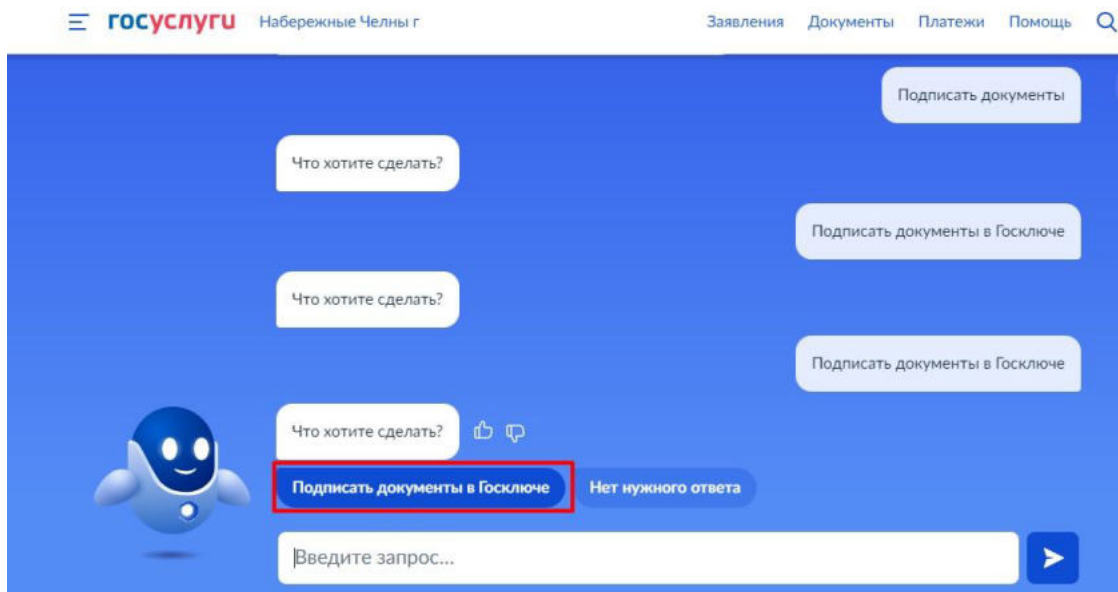 госуслуги Набережные Челны г Заявления Документы Платежи Помощь
Подписать документы
Что хотите сделать?
Подписать документы в Госключе
Что хотите сделать?
Подписать документы в Госключе
Что хотите сделать?
Подписать документы в Госключе Нет нужного ответа
Введите запрос...